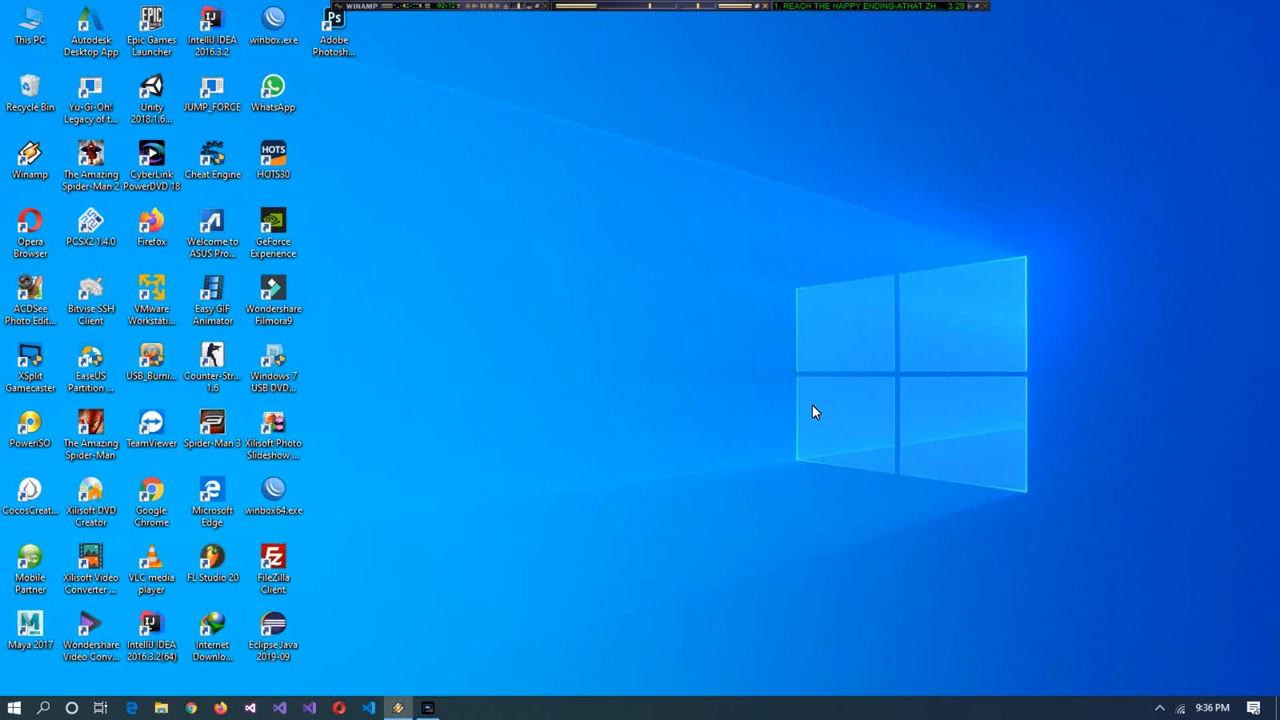 WINAMP
02:12
1. REACH THE HAPPY ENDING-ATHAT ZH... 3:29
This PC
Autodesk
Desktop App
Epic Games
Launcher
IntelliJ IDEA
2016.3.2
winbox.exe
Ps
Adobe
Photosh...
Recycle Bin
Yu-Gi-Oh!
Legacy of t...
Unity
2018.1.6...
JUMP_FORCE
WhatsApp
Winamp
The Amazing
Spider-Man 2
CyberLink
PowerDVD 18
Cheat Engine
HOTS
HOTS30
Opera
Browser
PCSX2 1.4.0
Firefox
Welcome to
ASUS Pro...
GeForce
Experience
ACDSee
Photo Edit...
Bitvise SSH
Client
VMware
Workstati...
Easy GIF
Animator
Wondershare
Filmora9
XSplit
Gamecaster
EaseUS
Partition ...
USB_Burni...
Counter-Str...
1.6
Windows 7
USB DVD...
PowerISO
The Amazing
Spider-Man
TeamViewer
Spider-Man 3
Xilisoft Photo
Slideshow ...
CocosCreat...
Xilisoft DVD
Creator
Google
Chrome
Microsoft
Edge
winbox64.exe
Mobile
Partner
Xilisoft Video
Converter ...
VLC media
player
FL Studio 20
FileZilla
Client
Maya 2017
Wondershare
Video Conv...
IntelliJ IDEA
2016.3.2(64)
Internet
Downlo...
Eclipse Java
2019-09
9:36 PM